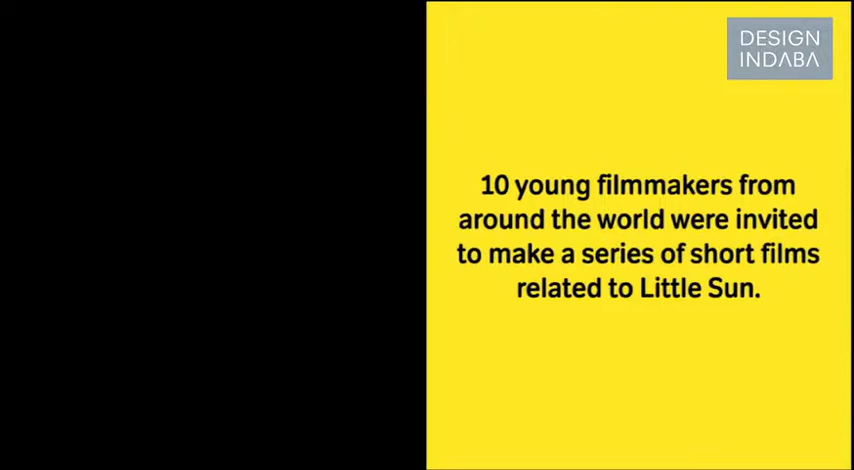 DESIGN
INDABA
10 young filmmakers from
around the world were invited
to make a series of short films
related to Little Sun.